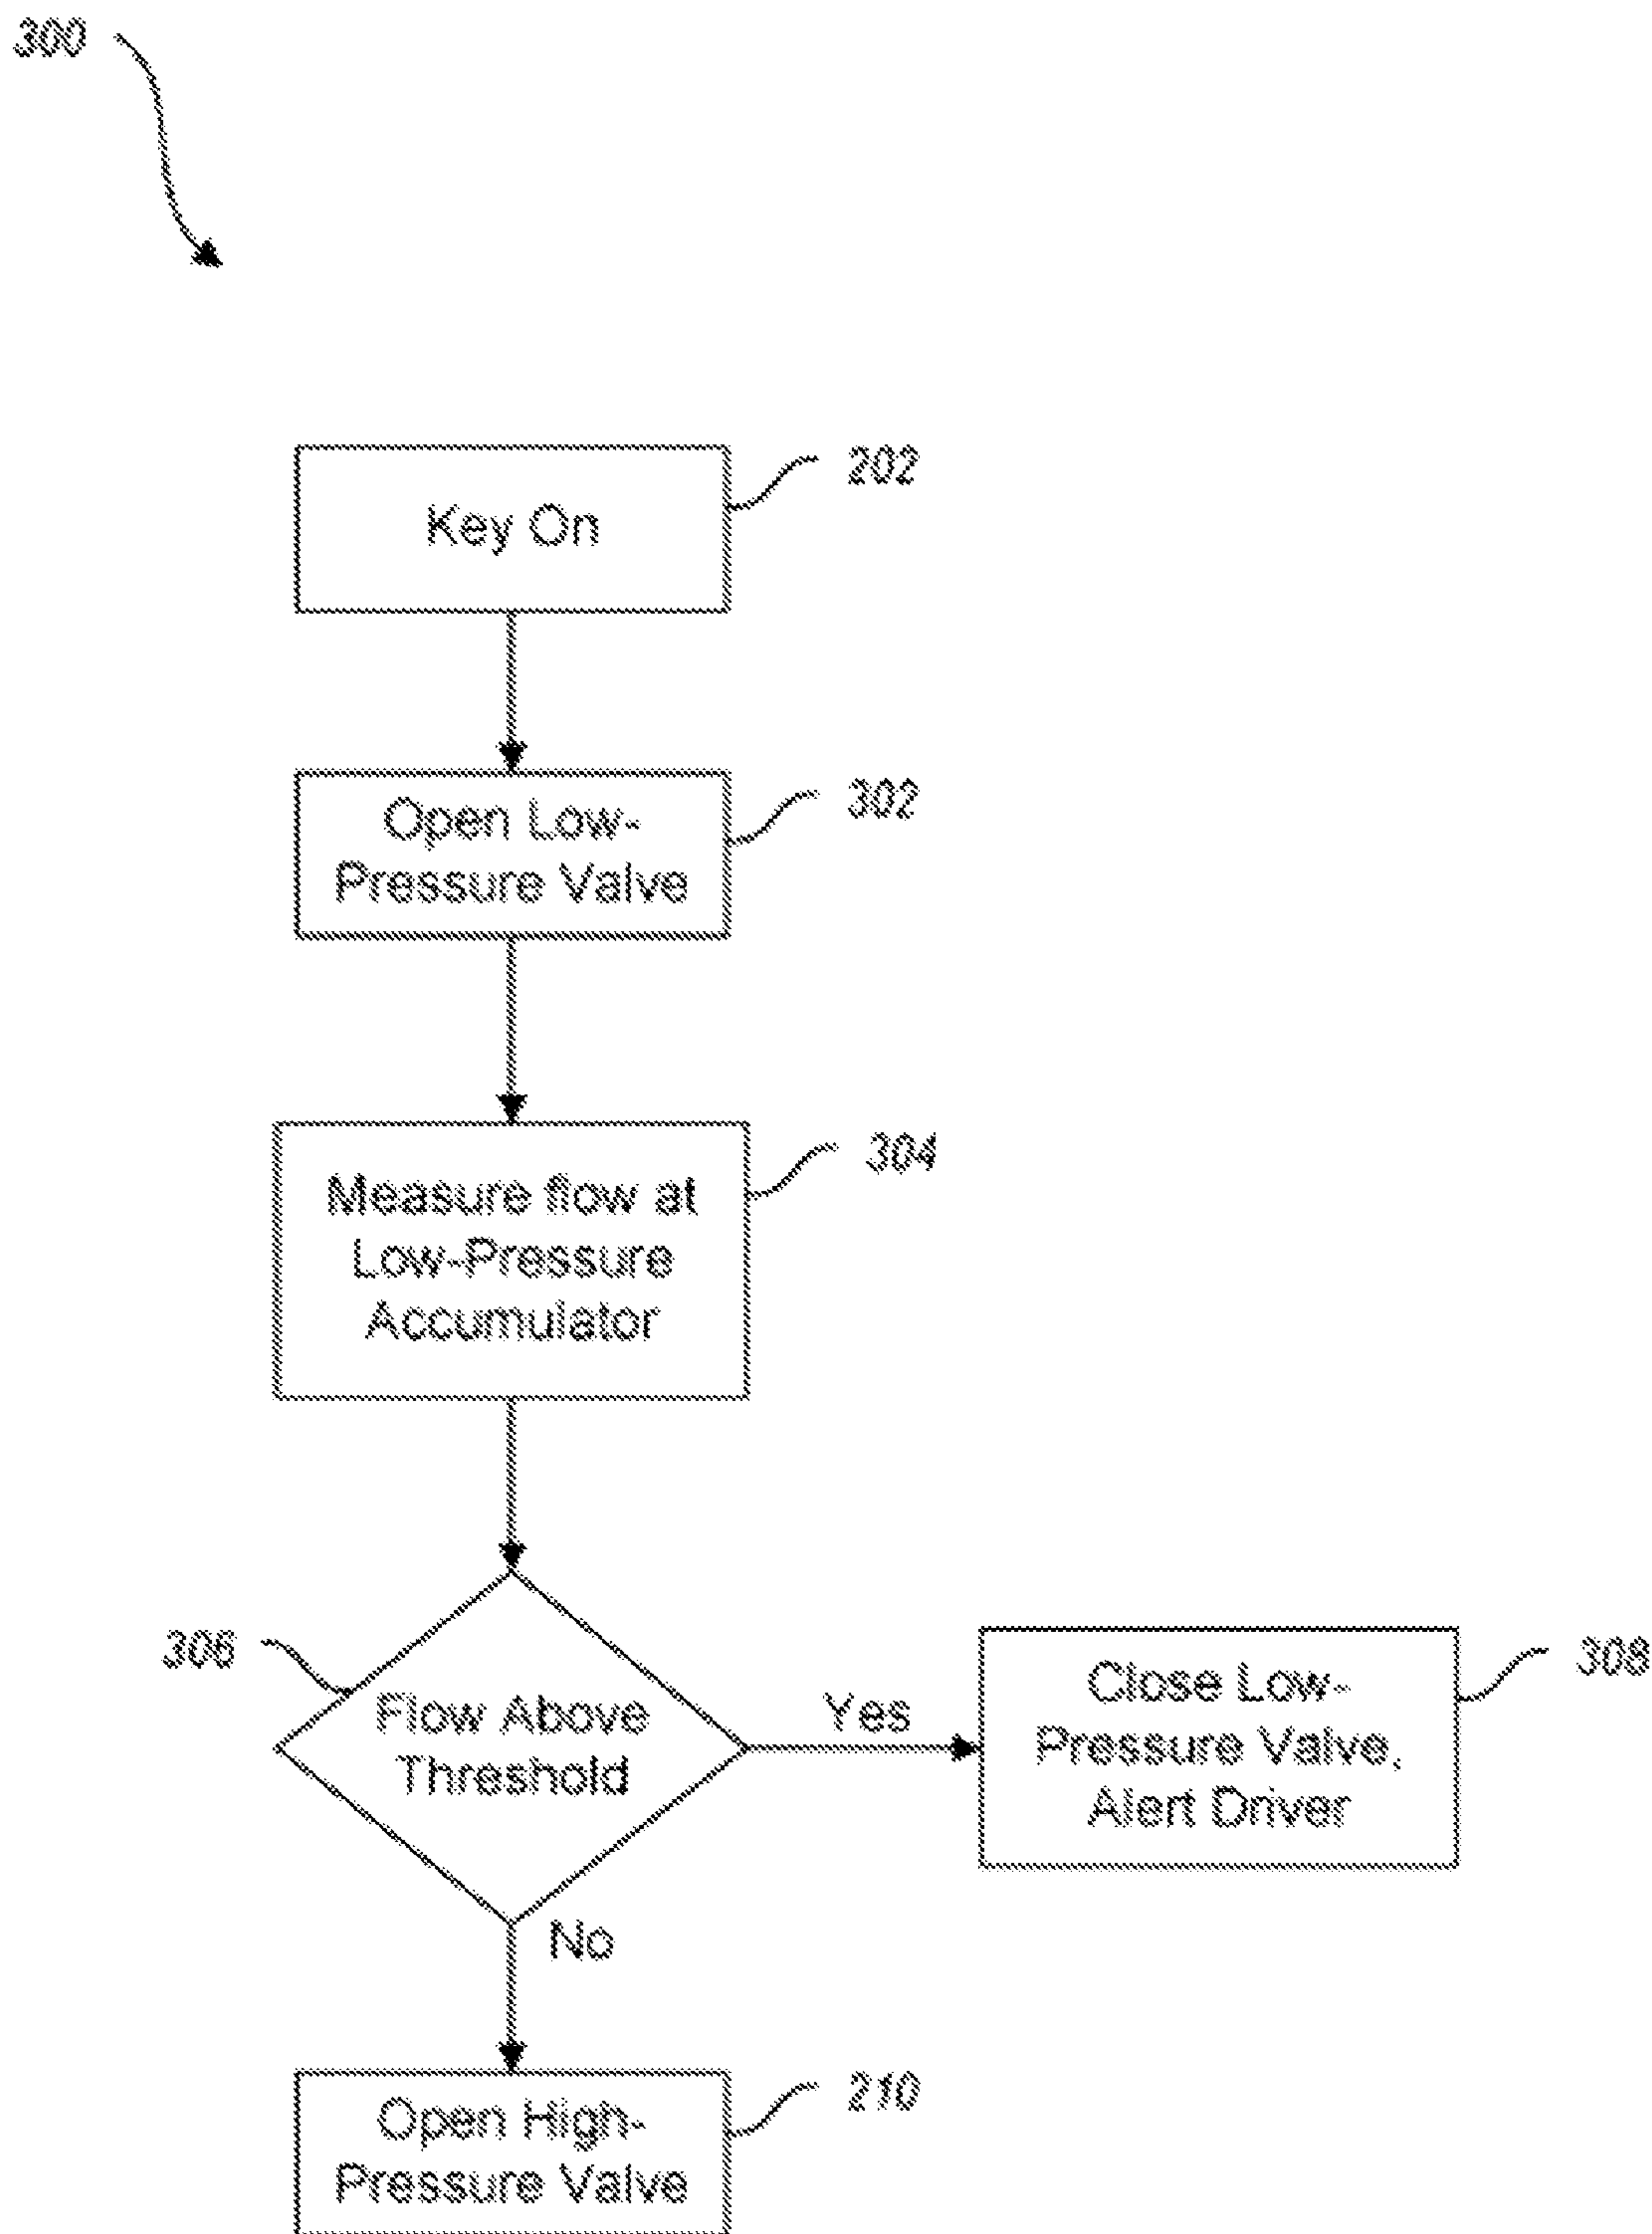 300
Key On
202
Open Low-
Pressure Valve
302
Measure flow at
Low-Pressure
Accumulator
304
306
Flow Above
Threshold
Yes
Close Low-
Pressure Valve,
Alert Driver
308
No
Open High-
Pressure Valve
210